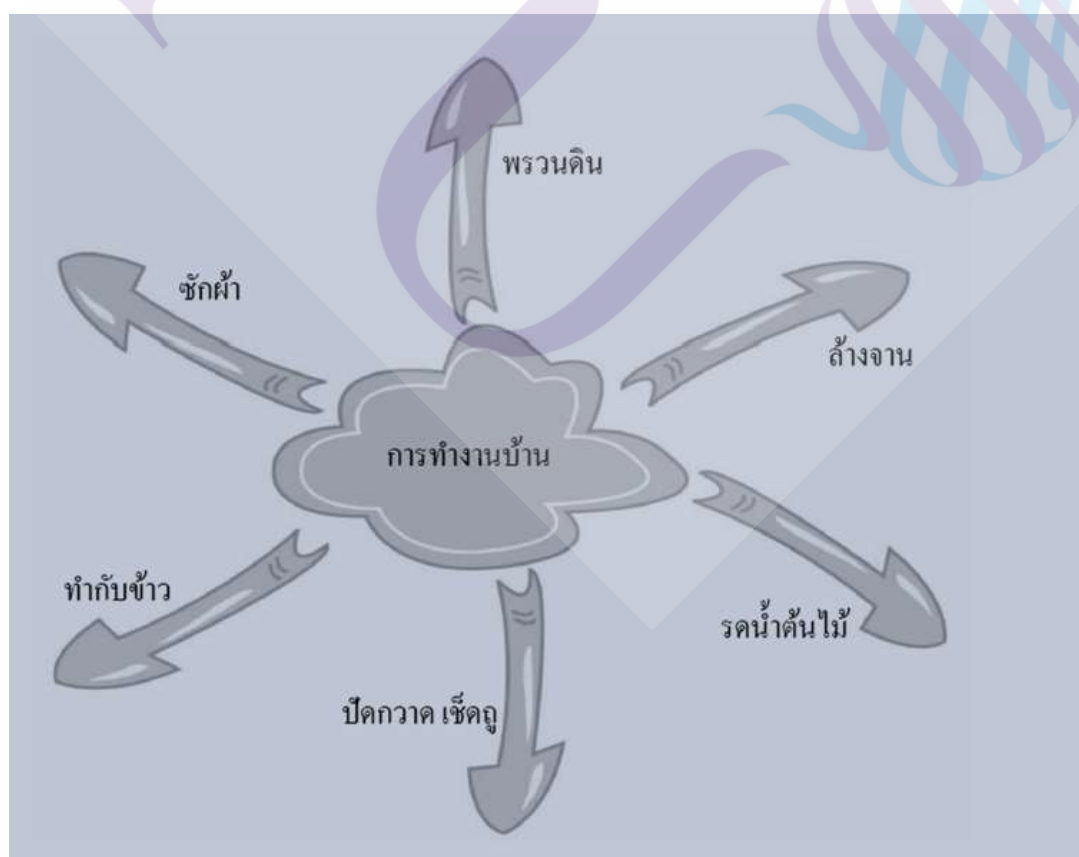 พรวนดิน
ซักผ้า
ล้างจาน
การทำงานบ้าน
ทำกับข้าว
รดน้ำต้นไม้
ปัดกวาด เช็ดถู